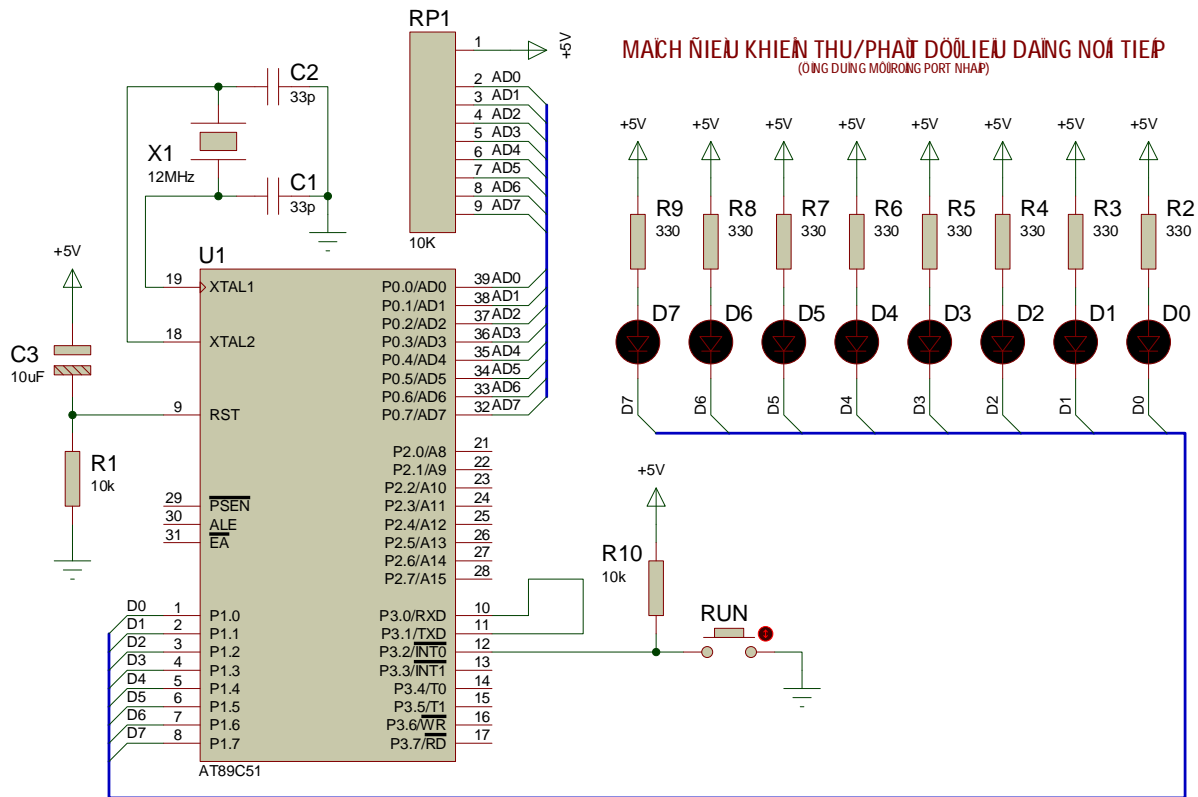 MAÏCH ÑIEÀU KHIEÅN THU/PHAÙT DÖÕ LIEÄU DAÏNG NOÁI TIEÁP
(ÖÙNG DUÏNG MÔÛ ROÄNG PORT NHAÄP)
RP1
1
+5V
2 AD0
3 AD1
4 AD2
5 AD3
6 AD4
7 AD5
8 AD6
9 AD7
10K
C2
33p
X1
12MHz
C1
33p
+5V
C3
10uF
R1
10k
U1
19 XTAL1
18 XTAL2
9 RST
29 PSEN
30 ALE
31 EA
D0 1 P1.0
D1 2 P1.1
D2 3 P1.2
D3 4 P1.3
D4 5 P1.4
D5 6 P1.5
D6 7 P1.6
D7 8 P1.7
P0.0/AD0 39 AD0
P0.1/AD1 38 AD1
P0.2/AD2 37 AD2
P0.3/AD3 36 AD3
P0.4/AD4 35 AD4
P0.5/AD5 34 AD5
P0.6/AD6 33 AD6
P0.7/AD7 32 AD7
P2.0/A8 21
P2.1/A9 22
P2.2/A10 23
P2.3/A11 24
P2.4/A12 25
P2.5/A13 26
P2.6/A14 27
P2.7/A15 28
P3.0/RXD 10
P3.1/TXD 11
P3.2/INT0 12
P3.3/INT1 13
P3.4/T0 14
P3.5/T1 15
P3.6/WR 16
P3.7/RD 17
AT89C51
+5V +5V +5V +5V +5V +5V +5V +5V
R9 R8 R7 R6 R5 R4 R3 R2
330 330 330 330 330 330 330 330
D7 D6 D5 D4 D3 D2 D1 D0
D7 D6 D5 D4 D3 D2 D1 D0
+5V
R10
10k
RUN